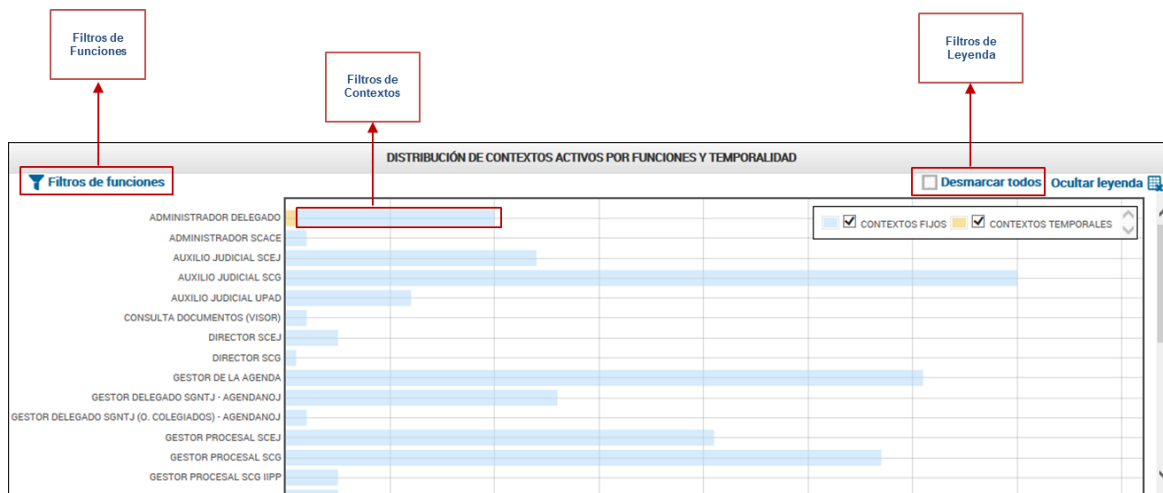 Filtros de
Funciones
Filtros de
Contextos
Filtros de
Leyenda
DISTRIBUCIÓN DE CONTEXTOS ACTIVOS POR FUNCIONES Y TEMPORALIDAD
Filtros de funciones
Desmarcar todos Ocultar leyenda
CONTEXTOS FIJOS CONTEXTOS TEMPORALES
ADMINISTRADOR DELEGADO
ADMINISTRADOR SCACE
AUXILIO JUDICIAL SCEJ
AUXILIO JUDICIAL SCG
AUXILIO JUDICIAL UPAD
CONSULTA DOCUMENTOS (VISOR)
DIRECTOR SCEJ
DIRECTOR SCG
GESTOR DE LA AGENDA
GESTOR DELEGADO SGNTJ - AGENDANOJ
GESTOR DELEGADO SGNTJ (O. COLEGIADOS) - AGENDANOJ
GESTOR PROCESAL SCEJ
GESTOR PROCESAL SCG
GESTOR PROCESAL SCG IIPP